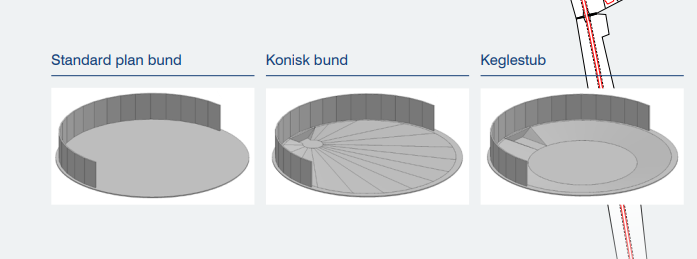 Standard plan bund
Konisk bund
Keglestub